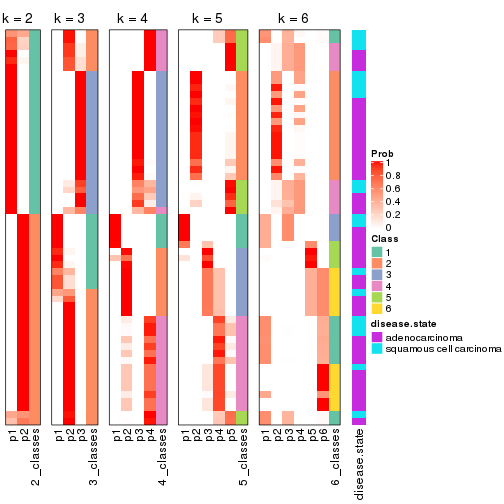 k = 2 k = 3 k = 4 k = 5 k = 6
Prob
1
0.8
0.6
0.4
0.2
0
Class
1
2
3
4
5
6
disease.state
adenocarcinoma
squamous cell carcinoma
p1 p2 2_classes p1 p2 p3 3_classes p1 p2 p3 p4 4_classes p1 p2 p3 p4 p5 5_classes p1 p2 p3 p4 p5 p6 6_classes disease.state